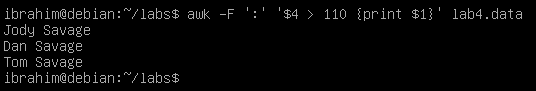 ibrahim@debian:~/labs$ awk -F ':' '$4 > 110 {print $1}' lab4.data
Jody Savage
Dan Savage
Tom Savage
ibrahim@debian:~/labs$